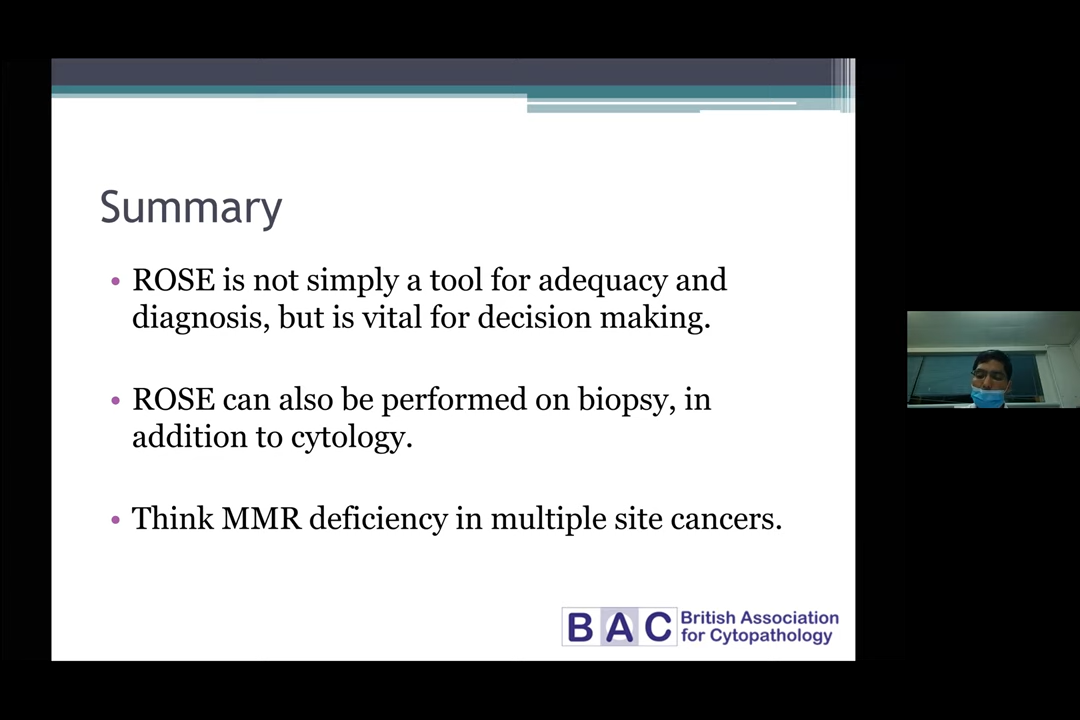 Summary
• ROSE is not simply a tool for adequacy and
diagnosis, but is vital for decision making.
• ROSE can also be performed on biopsy, in
addition to cytology.
• Think MMR deficiency in multiple site cancers.
BAC British Association
for Cytopathology